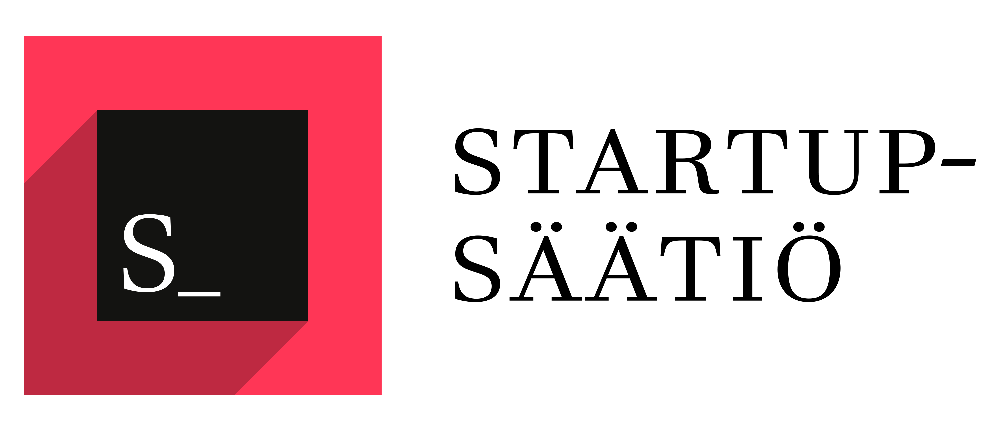 S_
STARTUP-
SÄÄTIÖ